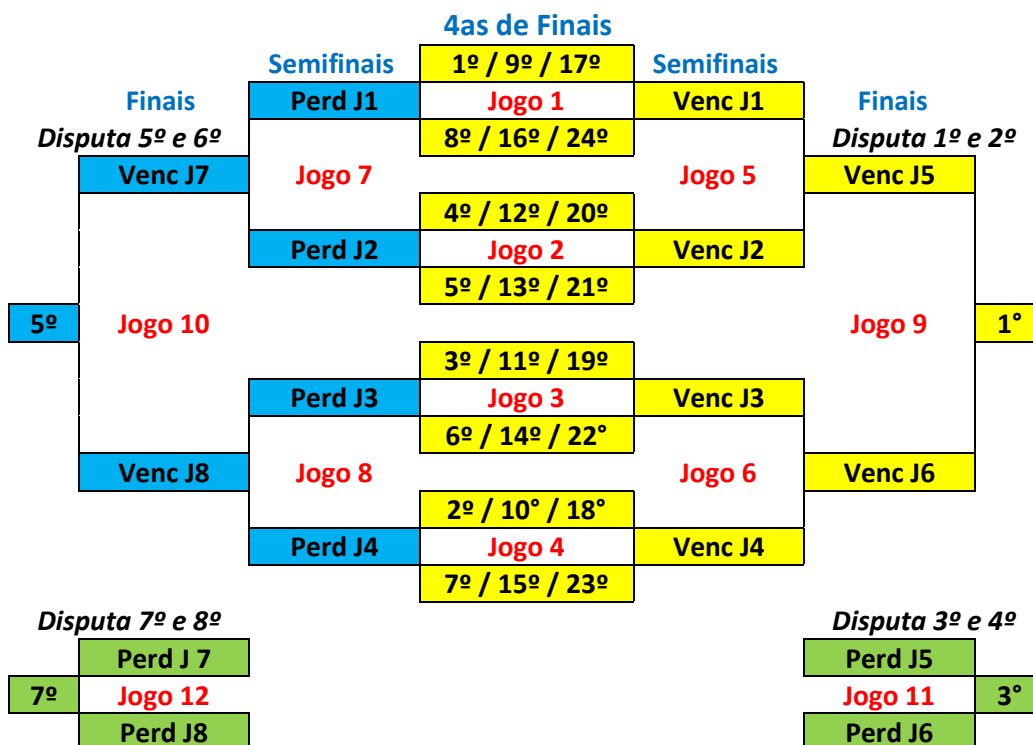 4as de Finais
Semifinais 1º / 9º / 17º Semifinais
Finais Perd J1 Jogo 1 Venc J1 Finais
Disputa 5º e 6º 8º / 16º / 24º Disputa 1º e 2º
Venc J7 Jogo 7 Jogo 5 Venc J5
4º / 12º / 20º
Perd J2 Jogo 2 Venc J2
5º / 13º / 21º
5º Jogo 10 Jogo 9 1°
3º / 11º / 19º
Perd J3 Jogo 3 Venc J3
6º / 14º / 22°
Venc J8 Jogo 8 Jogo 6 Venc J6
2º / 10° / 18°
Perd J4 Jogo 4 Venc J4
7º / 15º / 23º
Disputa 7º e 8º Disputa 3º e 4º
Perd J 7 Perd J5
7º Jogo 12 Jogo 11 3°
Perd J8 Perd J6